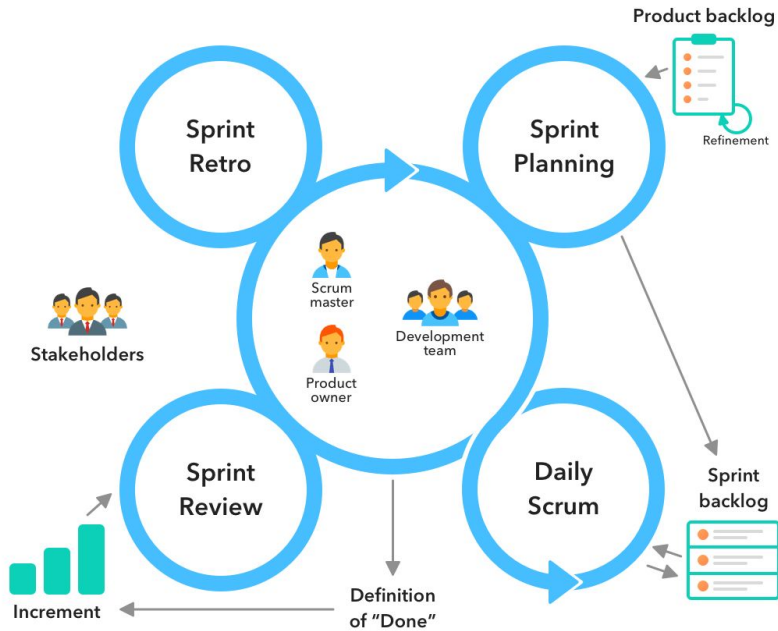 Product backlog
Refinement
Sprint
Retro
Sprint
Planning
Scrum
master
Development
team
Product
owner
Stakeholders
Sprint
Review
Daily
Scrum
Sprint
backlog
Increment
Definition
of “Done”